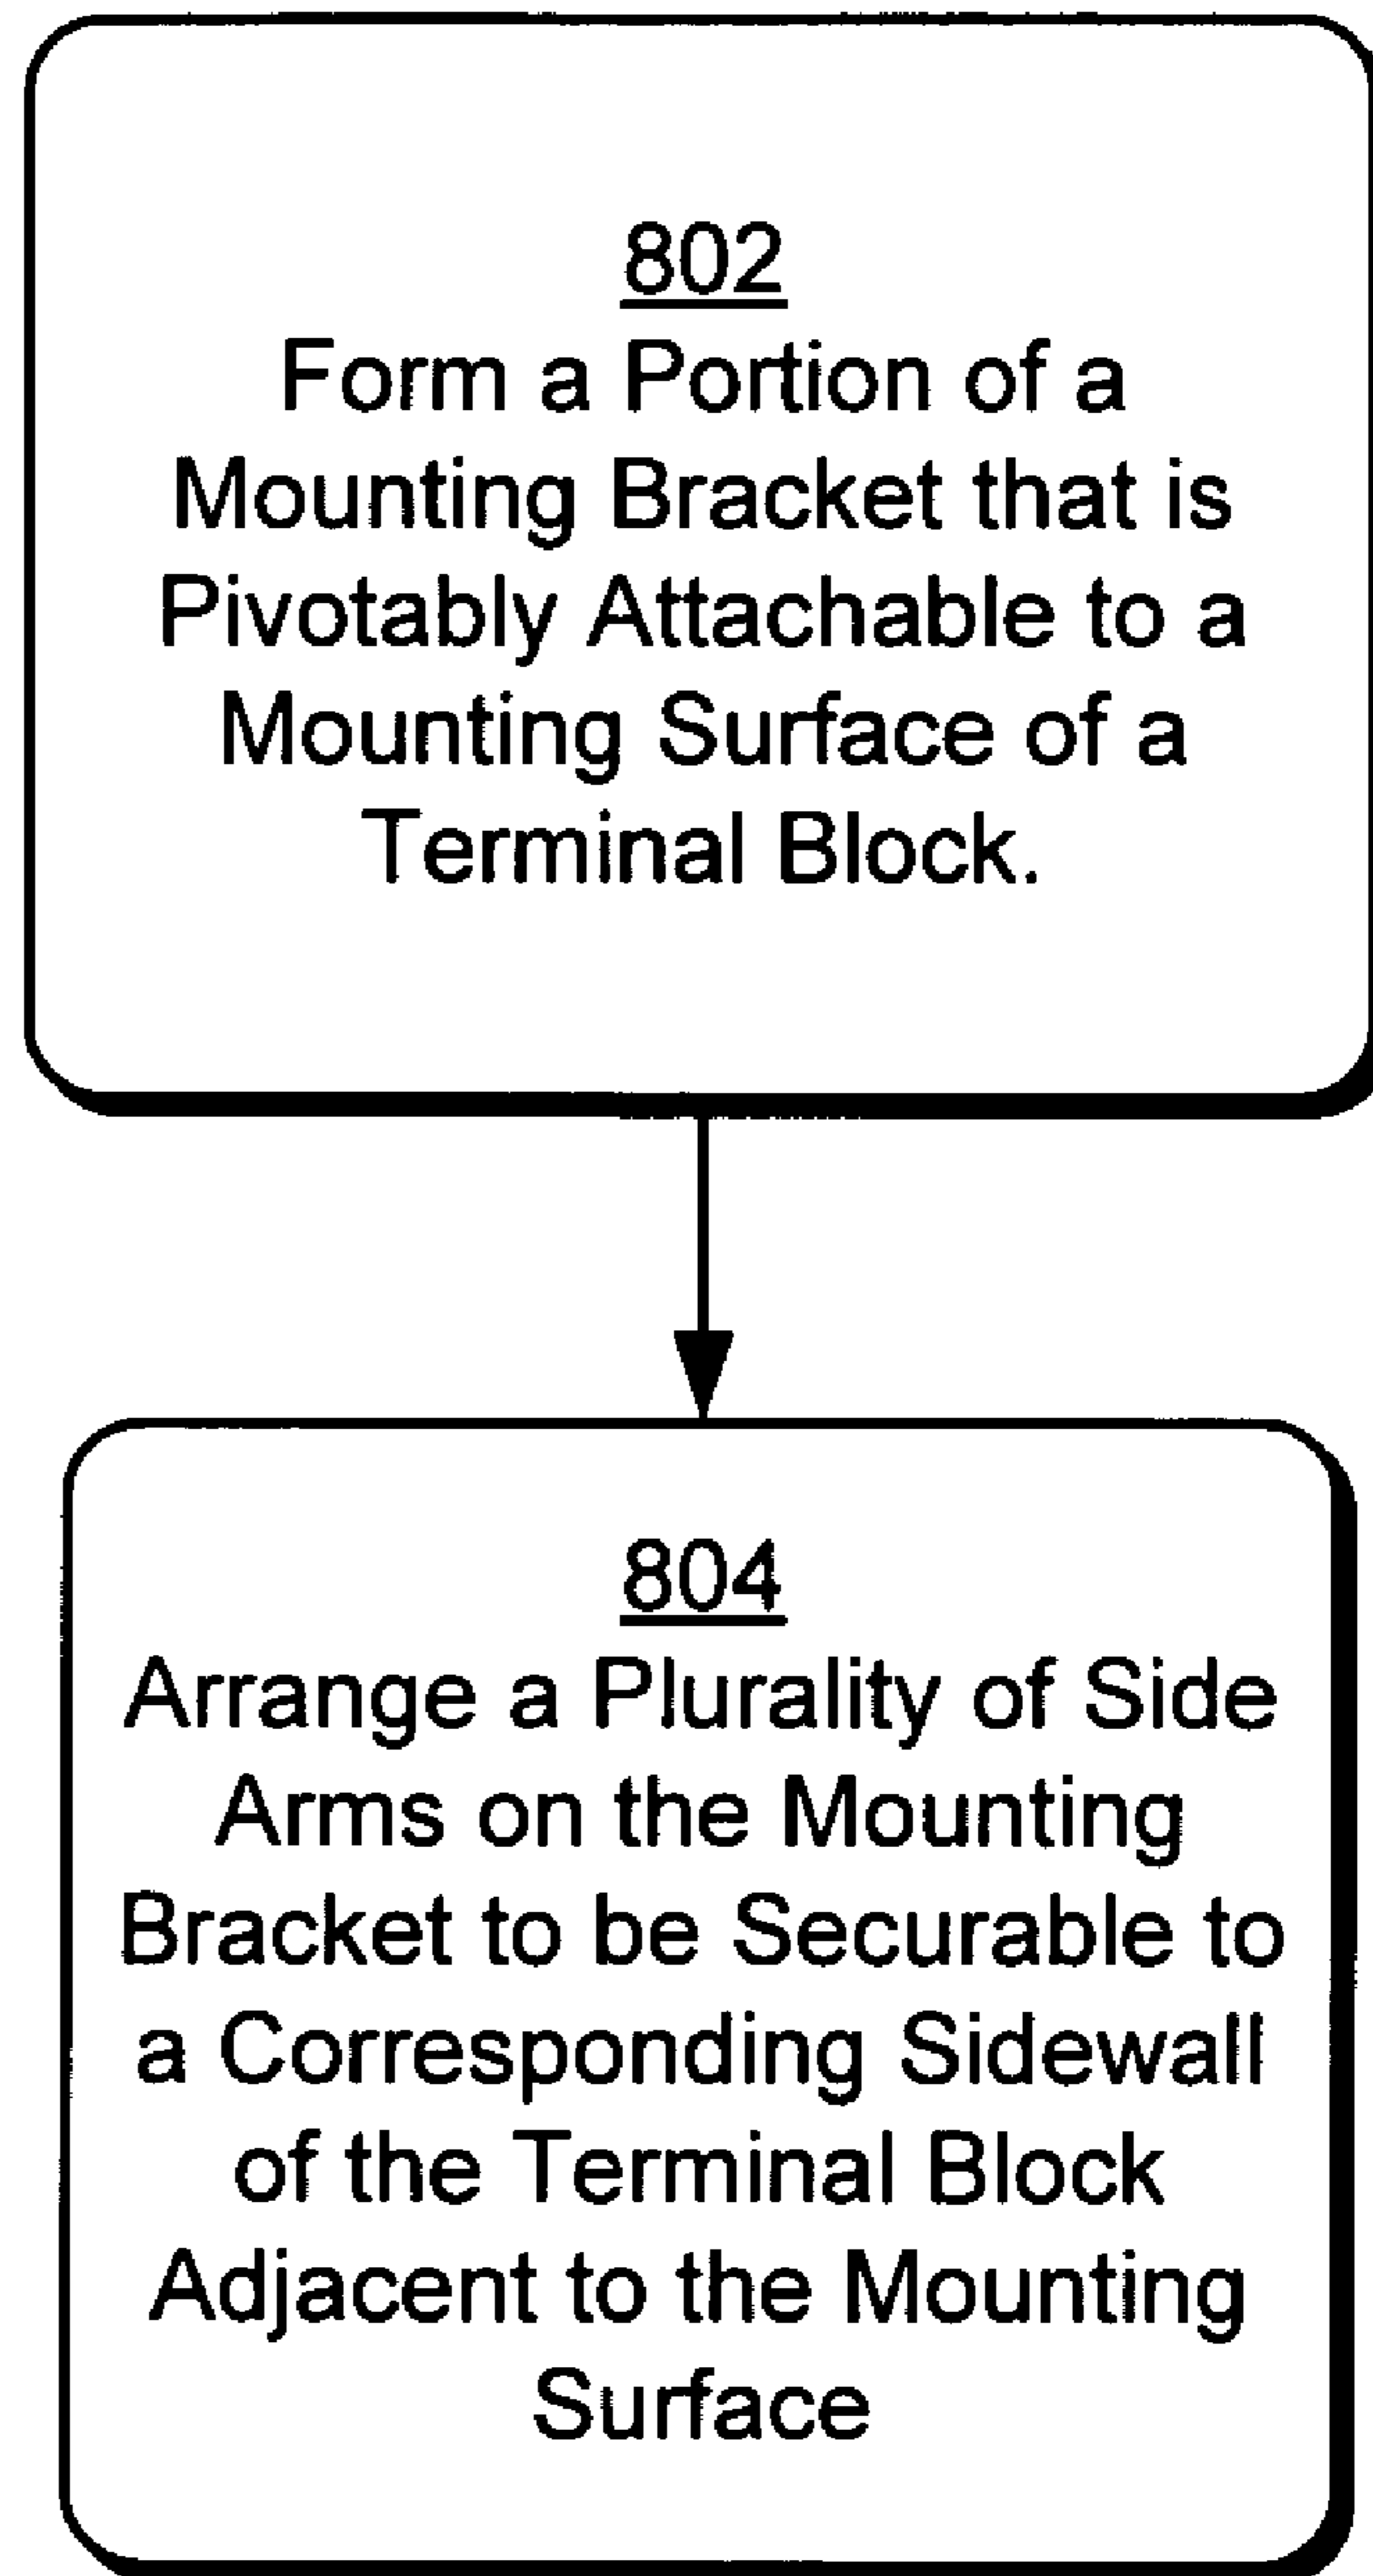 802
Form a Portion of a
Mounting Bracket that is
Pivotably Attachable to a
Mounting Surface of a
Terminal Block.
804
Arrange a Plurality of Side
Arms on the Mounting
Bracket to be Securable to
a Corresponding Sidewall
of the Terminal Block
Adjacent to the Mounting
Surface